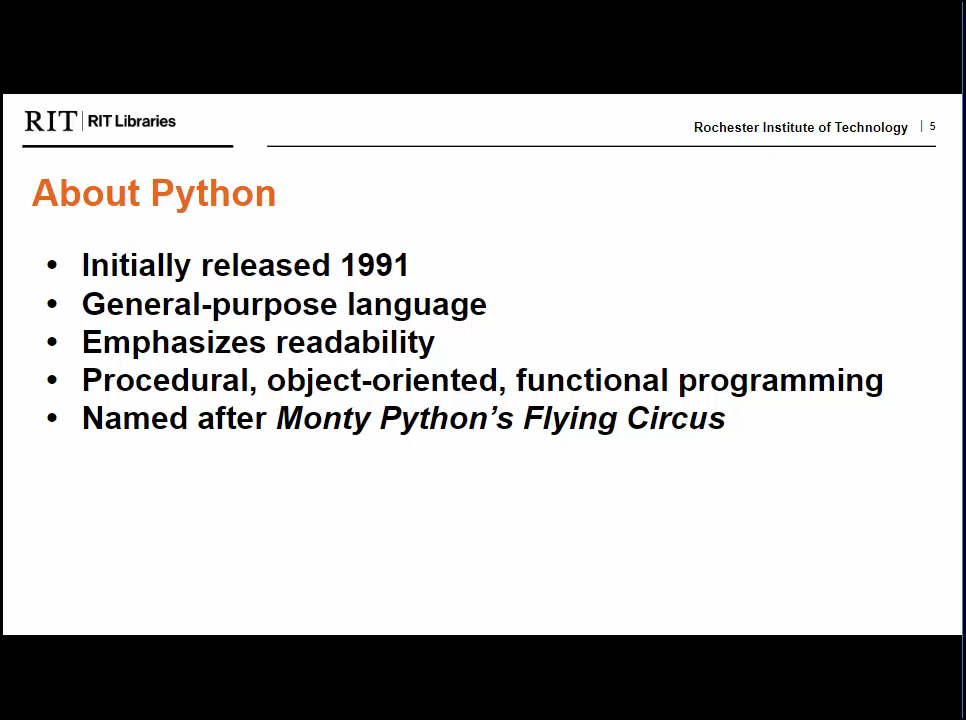 RIT | RIT Libraries
Rochester Institute of Technology | 5
About Python
• Initially released 1991
• General-purpose language
• Emphasizes readability
• Procedural, object-oriented, functional programming
• Named after Monty Python’s Flying Circus